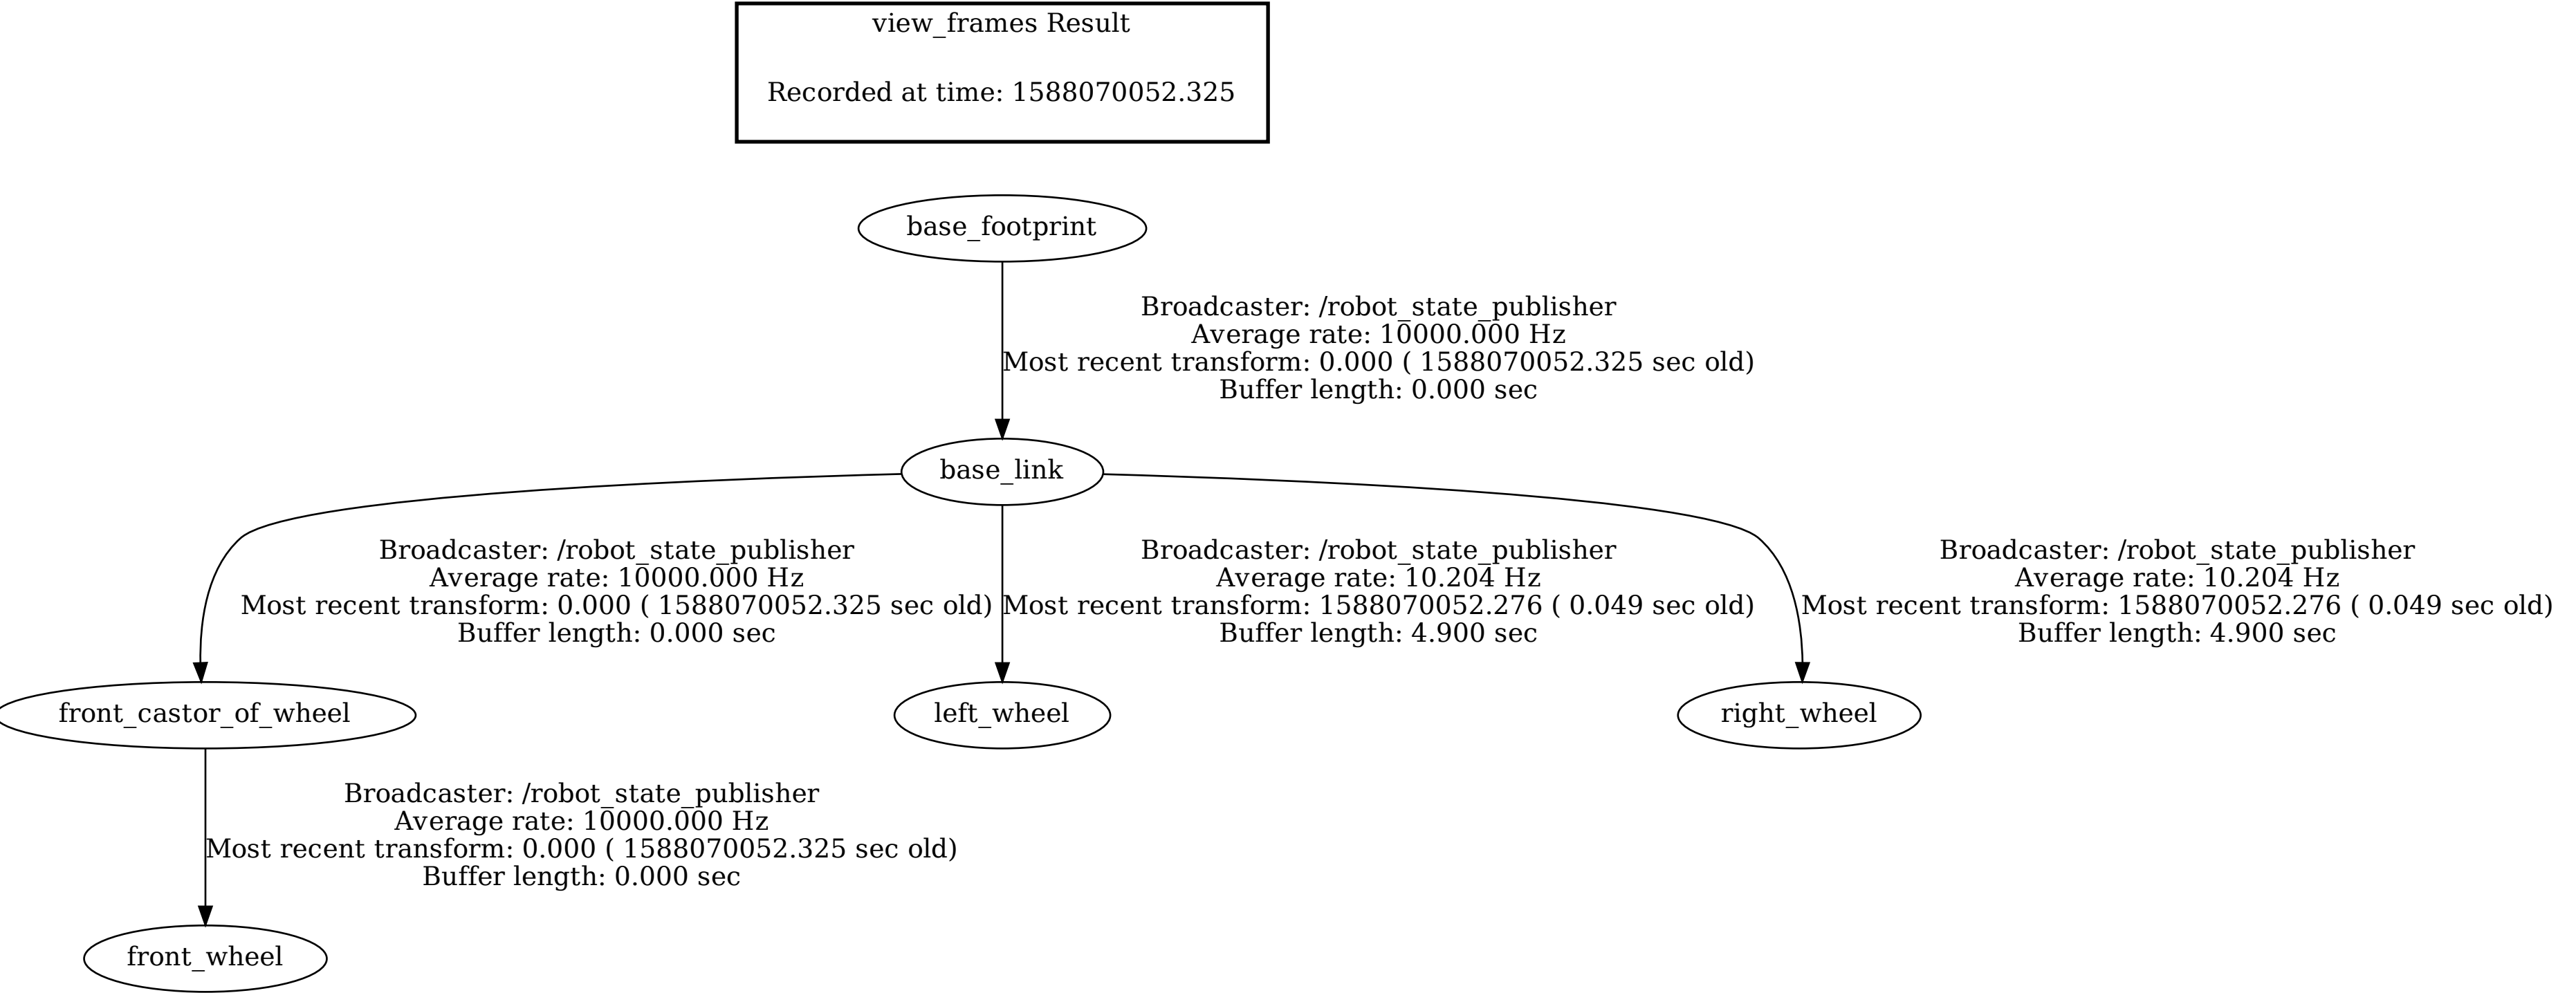 view_frames Result
Recorded at time: 1588070052.325
base_footprint
Broadcaster: /robot_state_publisher
Average rate: 10000.000 Hz
Most recent transform: 0.000 ( 1588070052.325 sec old)
Buffer length: 0.000 sec
base_link
Broadcaster: /robot_state_publisher
Average rate: 10000.000 Hz
Most recent transform: 0.000 ( 1588070052.325 sec old)
Buffer length: 0.000 sec
Broadcaster: /robot_state_publisher
Average rate: 10.204 Hz
Most recent transform: 1588070052.276 ( 0.049 sec old)
Buffer length: 4.900 sec
Broadcaster: /robot_state_publisher
Average rate: 10.204 Hz
Most recent transform: 1588070052.276 ( 0.049 sec old)
Buffer length: 4.900 sec
front_castor_of_wheel
left_wheel
right_wheel
Broadcaster: /robot_state_publisher
Average rate: 10000.000 Hz
Most recent transform: 0.000 ( 1588070052.325 sec old)
Buffer length: 0.000 sec
front_wheel